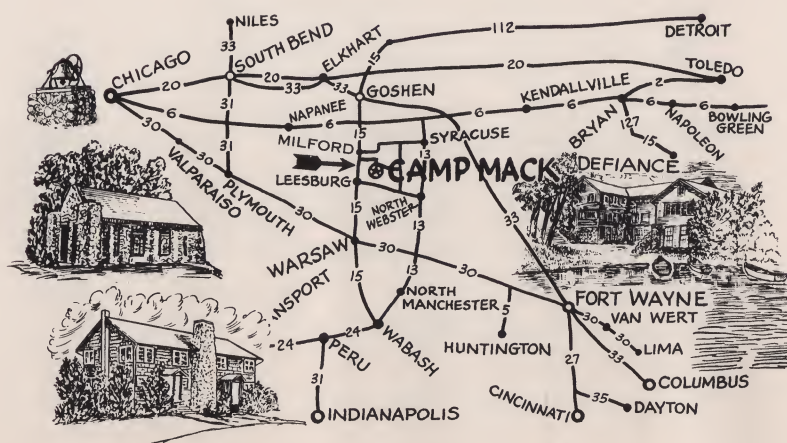 NILES
112
DETROIT
33
SOUTH BEND
ELKHART
15
CHICAGO
20
20
33
33
20
TOLEDO
GOSHEN
KENDALLVILLE
2
6
31
NAPANEE
6
15
6
6
6
BOWLING GREEN
BRYAN
127
NAPOLEON
15
DEFIANCE
30
MILFORD
SYRACUSE
13
31
VALPARAISO
30
CAMP MACK
LEESBURG
PLYMOUTH
15
NORTH WEBSTER
13
33
30
WARSAW
30
30
15
13
NSPORT
NORTH MANCHESTER
5
FORT WAYNE
VAN WERT
30
30
LIMA
-24
24
PERU
WABASH
HUNTINGTON
27
33
31
COLUMBUS
INDIANAPOLIS
CINCINNATI
35
DAYTON